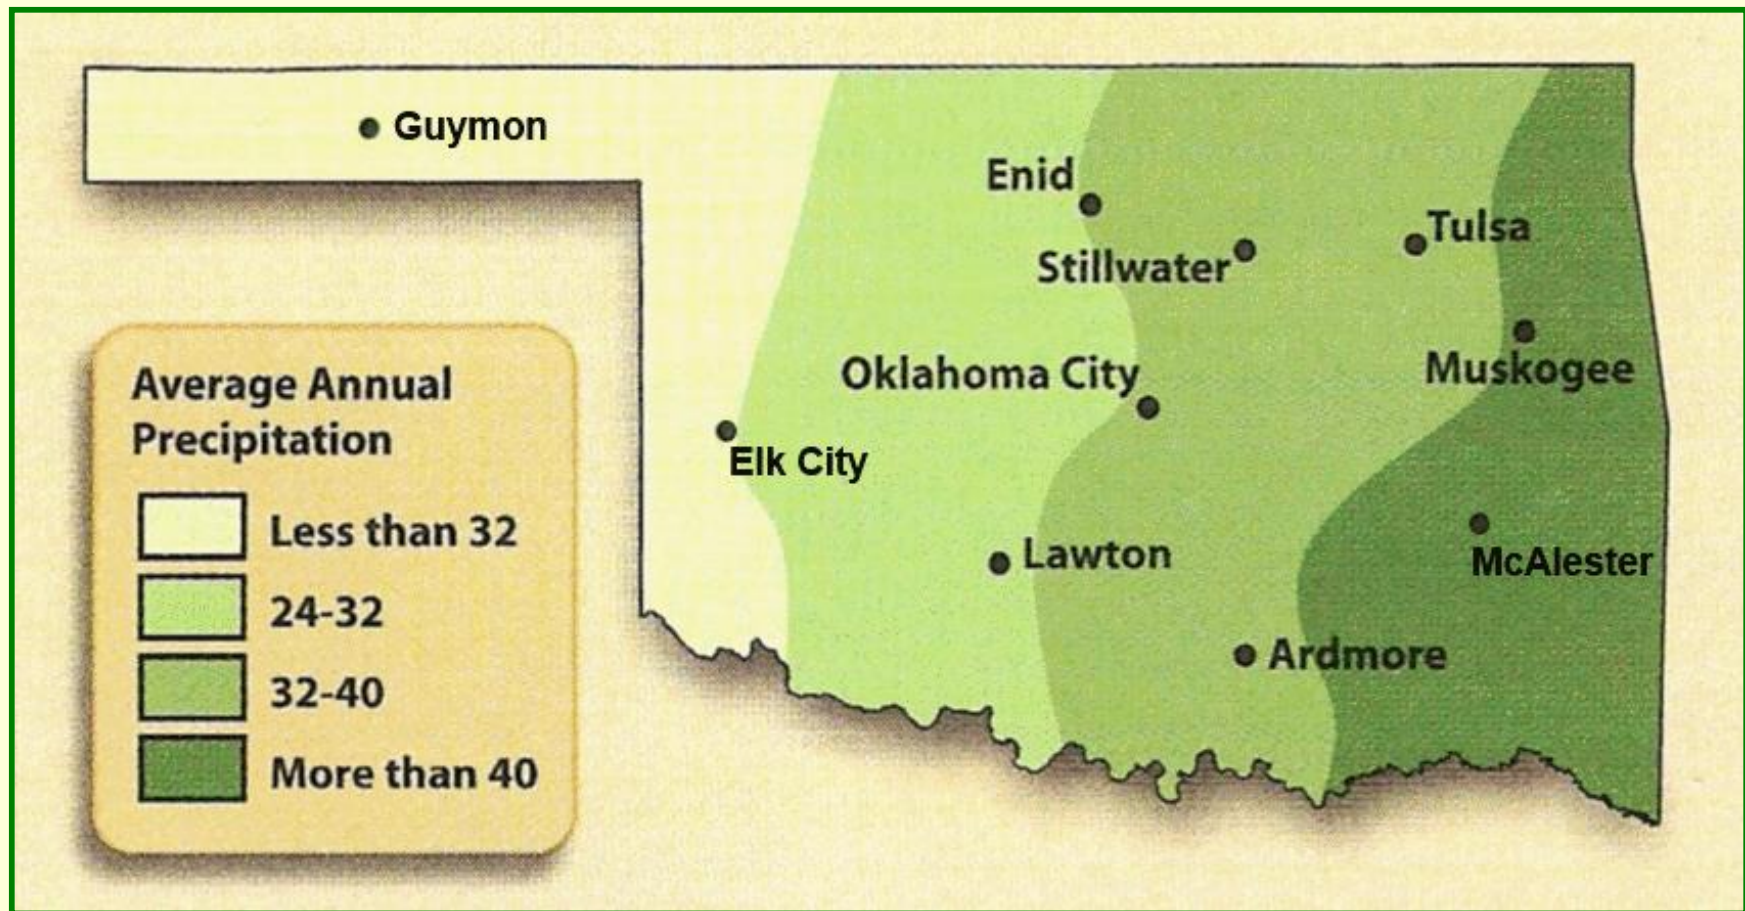 Guymon
Enid
Tulsa
Stillwater
Oklahoma City
Muskogee
Elk City
Lawton
McAlester
Ardmore
Average Annual
Precipitation
Less than 32
24-32
32-40
More than 40